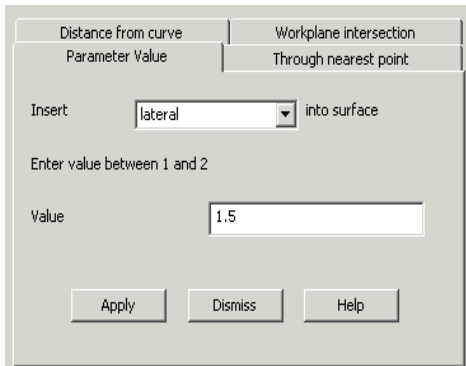 Distance from curve Workplane intersection
Parameter Value Through nearest point
Insert lateral into surface
Enter value between 1 and 2
Value 1.5
Apply Dismiss Help